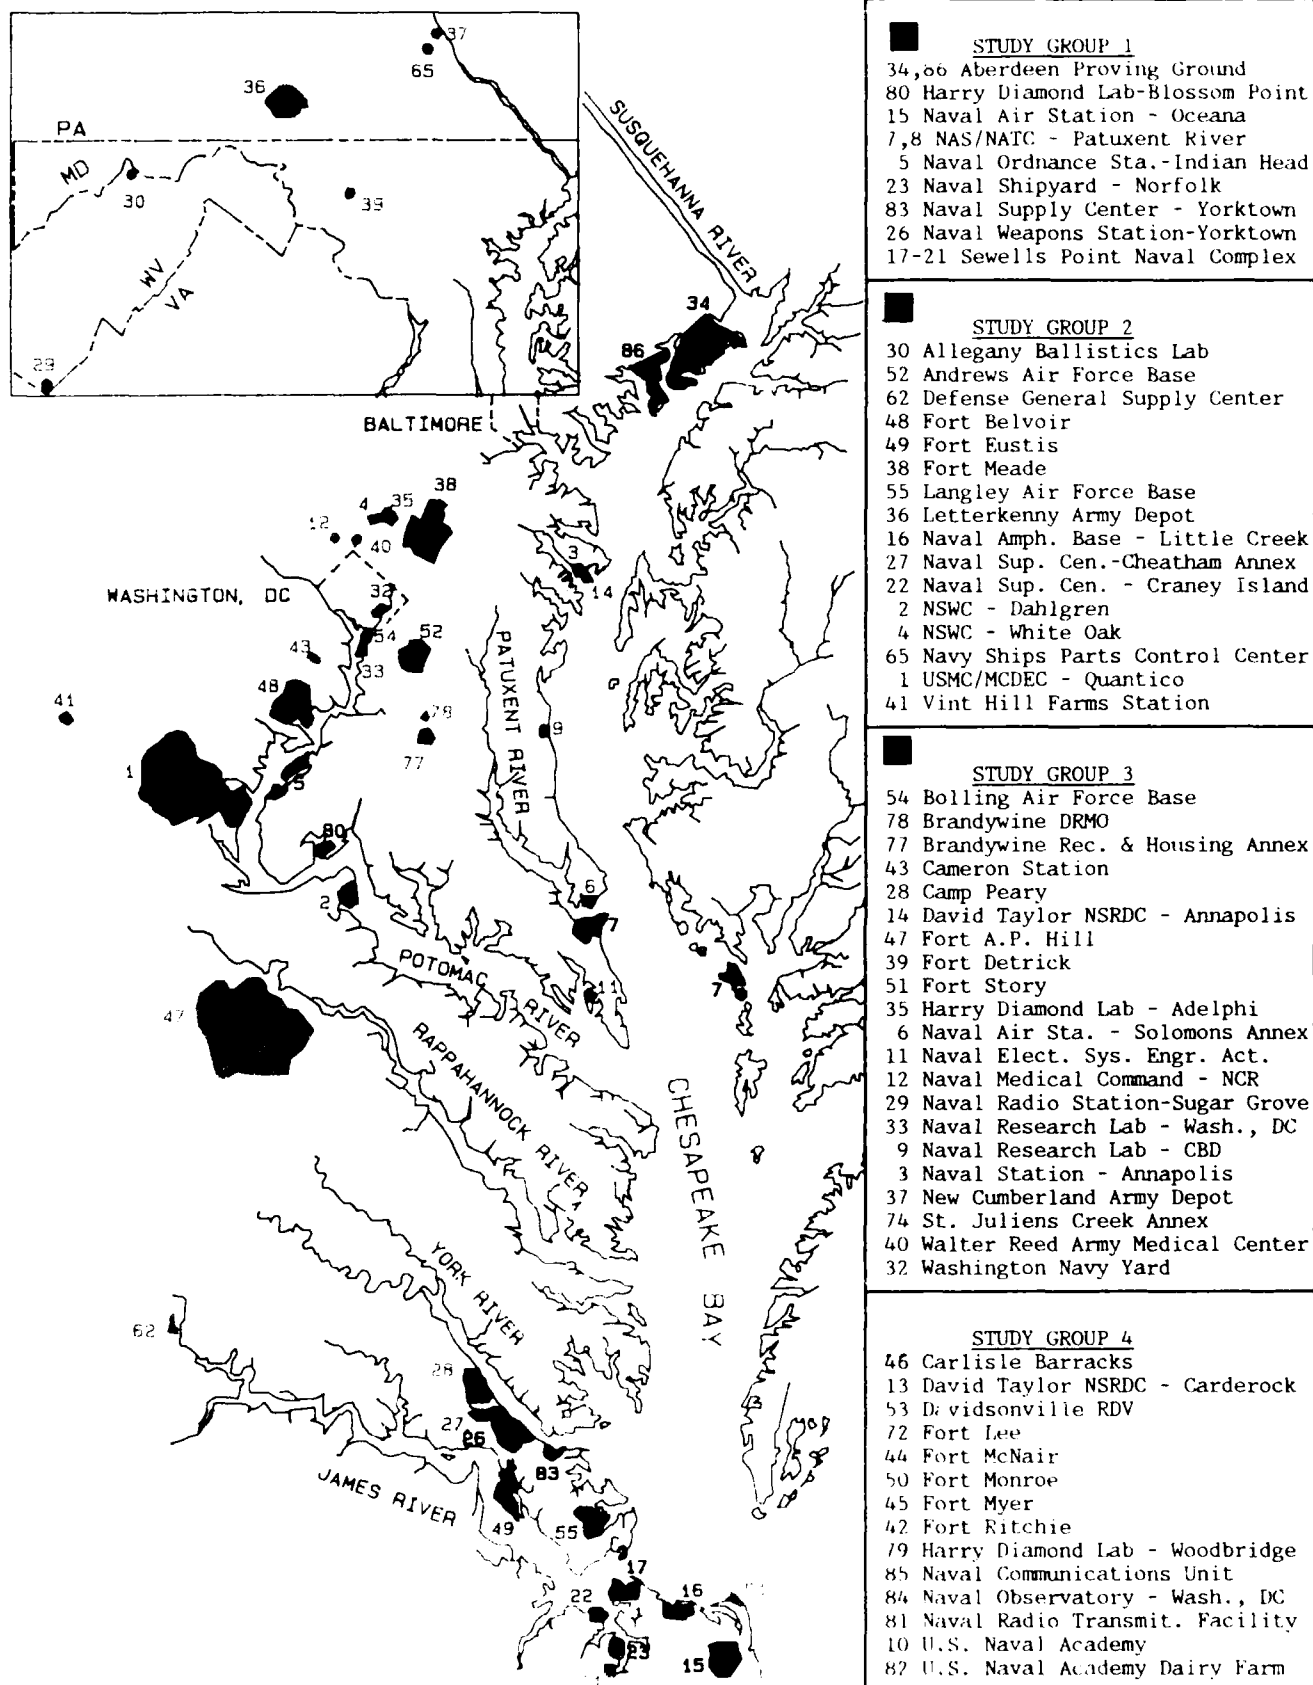 37
65
36
PA
MD
30
39
WV
VA
29
SUSQUEHANNA RIVER
34
86
BALTIMORE
38
35
4
12
40
3
14
WASHINGTON, DC
32
54
52
43
33
PATUXENT RIVER
48
41
78
9
77
1
5
80
6
2
7
POTOMAC RIVER
7
11
47
RAPPAHANNOCK RIVER
CHESAPEAKE BAY
YORK RIVER
62
28
27
26
83
JAMES RIVER
49
55
17
22
16
23
15
STUDY GROUP 1
34,86 Aberdeen Proving Ground
80 Harry Diamond Lab-Blossom Point
15 Naval Air Station - Oceana
7,8 NAS/NATC - Patuxent River
5 Naval Ordnance Sta.-Indian Head
23 Naval Shipyard - Norfolk
83 Naval Supply Center - Yorktown
26 Naval Weapons Station-Yorktown
17-21 Sewells Point Naval Complex
STUDY GROUP 2
30 Allegany Ballistics Lab
52 Andrews Air Force Base
62 Defense General Supply Center
48 Fort Belvoir
49 Fort Eustis
38 Fort Meade
55 Langley Air Force Base
36 Letterkenny Army Depot
16 Naval Amph. Base - Little Creek
27 Naval Sup. Cen.-Cheatham Annex
22 Naval Sup. Cen. - Craney Island
2 NSWC - Dahlgren
4 NSWC - White Oak
65 Navy Ships Parts Control Center
1 USMC/MCDEC - Quantico
41 Vint Hill Farms Station
STUDY GROUP 3
54 Bolling Air Force Base
78 Brandywine DRMO
77 Brandywine Rec. & Housing Annex
43 Cameron Station
28 Camp Peary
14 David Taylor NSRDC - Annapolis
47 Fort A.P. Hill
39 Fort Detrick
51 Fort Story
35 Harry Diamond Lab - Adelphi
6 Naval Air Sta. - Solomons Annex
11 Naval Elect. Sys. Engr. Act.
12 Naval Medical Command - NCR
29 Naval Radio Station-Sugar Grove
33 Naval Research Lab - Wash., DC
9 Naval Research Lab - CBD
3 Naval Station - Annapolis
37 New Cumberland Army Depot
74 St. Juliens Creek Annex
40 Walter Reed Army Medical Center
32 Washington Navy Yard
STUDY GROUP 4
46 Carlisle Barracks
13 David Taylor NSRDC - Carderock
53 Davidsonville RDV
72 Fort Lee
44 Fort McNair
50 Fort Monroe
45 Fort Myer
42 Fort Ritchie
79 Harry Diamond Lab - Woodbridge
85 Naval Communications Unit
84 Naval Observatory - Wash., DC
81 Naval Radio Transmit. Facility
10 U.S. Naval Academy
82 U.S. Naval Academy Dairy Farm